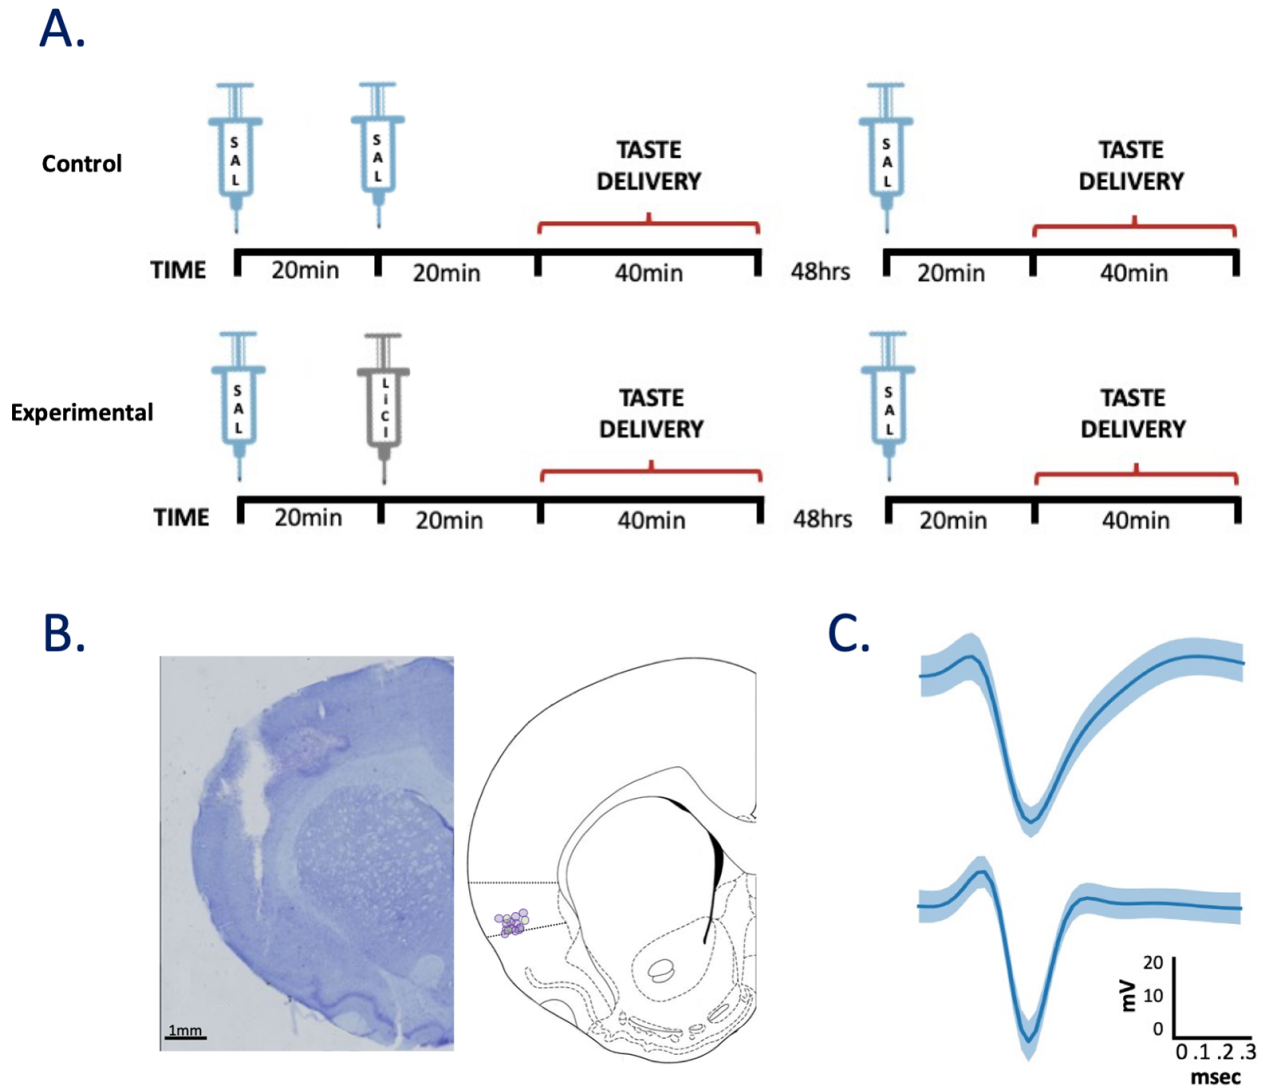 A.
Control
S
A
L
S
A
L
TASTE
DELIVERY
S
A
L
TASTE
DELIVERY
TIME
20min
20min
40min
48hrs
20min
40min
Experimental
S
A
L
L
i
C
l
TASTE
DELIVERY
S
A
L
TASTE
DELIVERY
TIME
20min
20min
40min
48hrs
20min
40min
B.
1mm
C.
20
10
0
mV
0 .1 .2 .3
msec